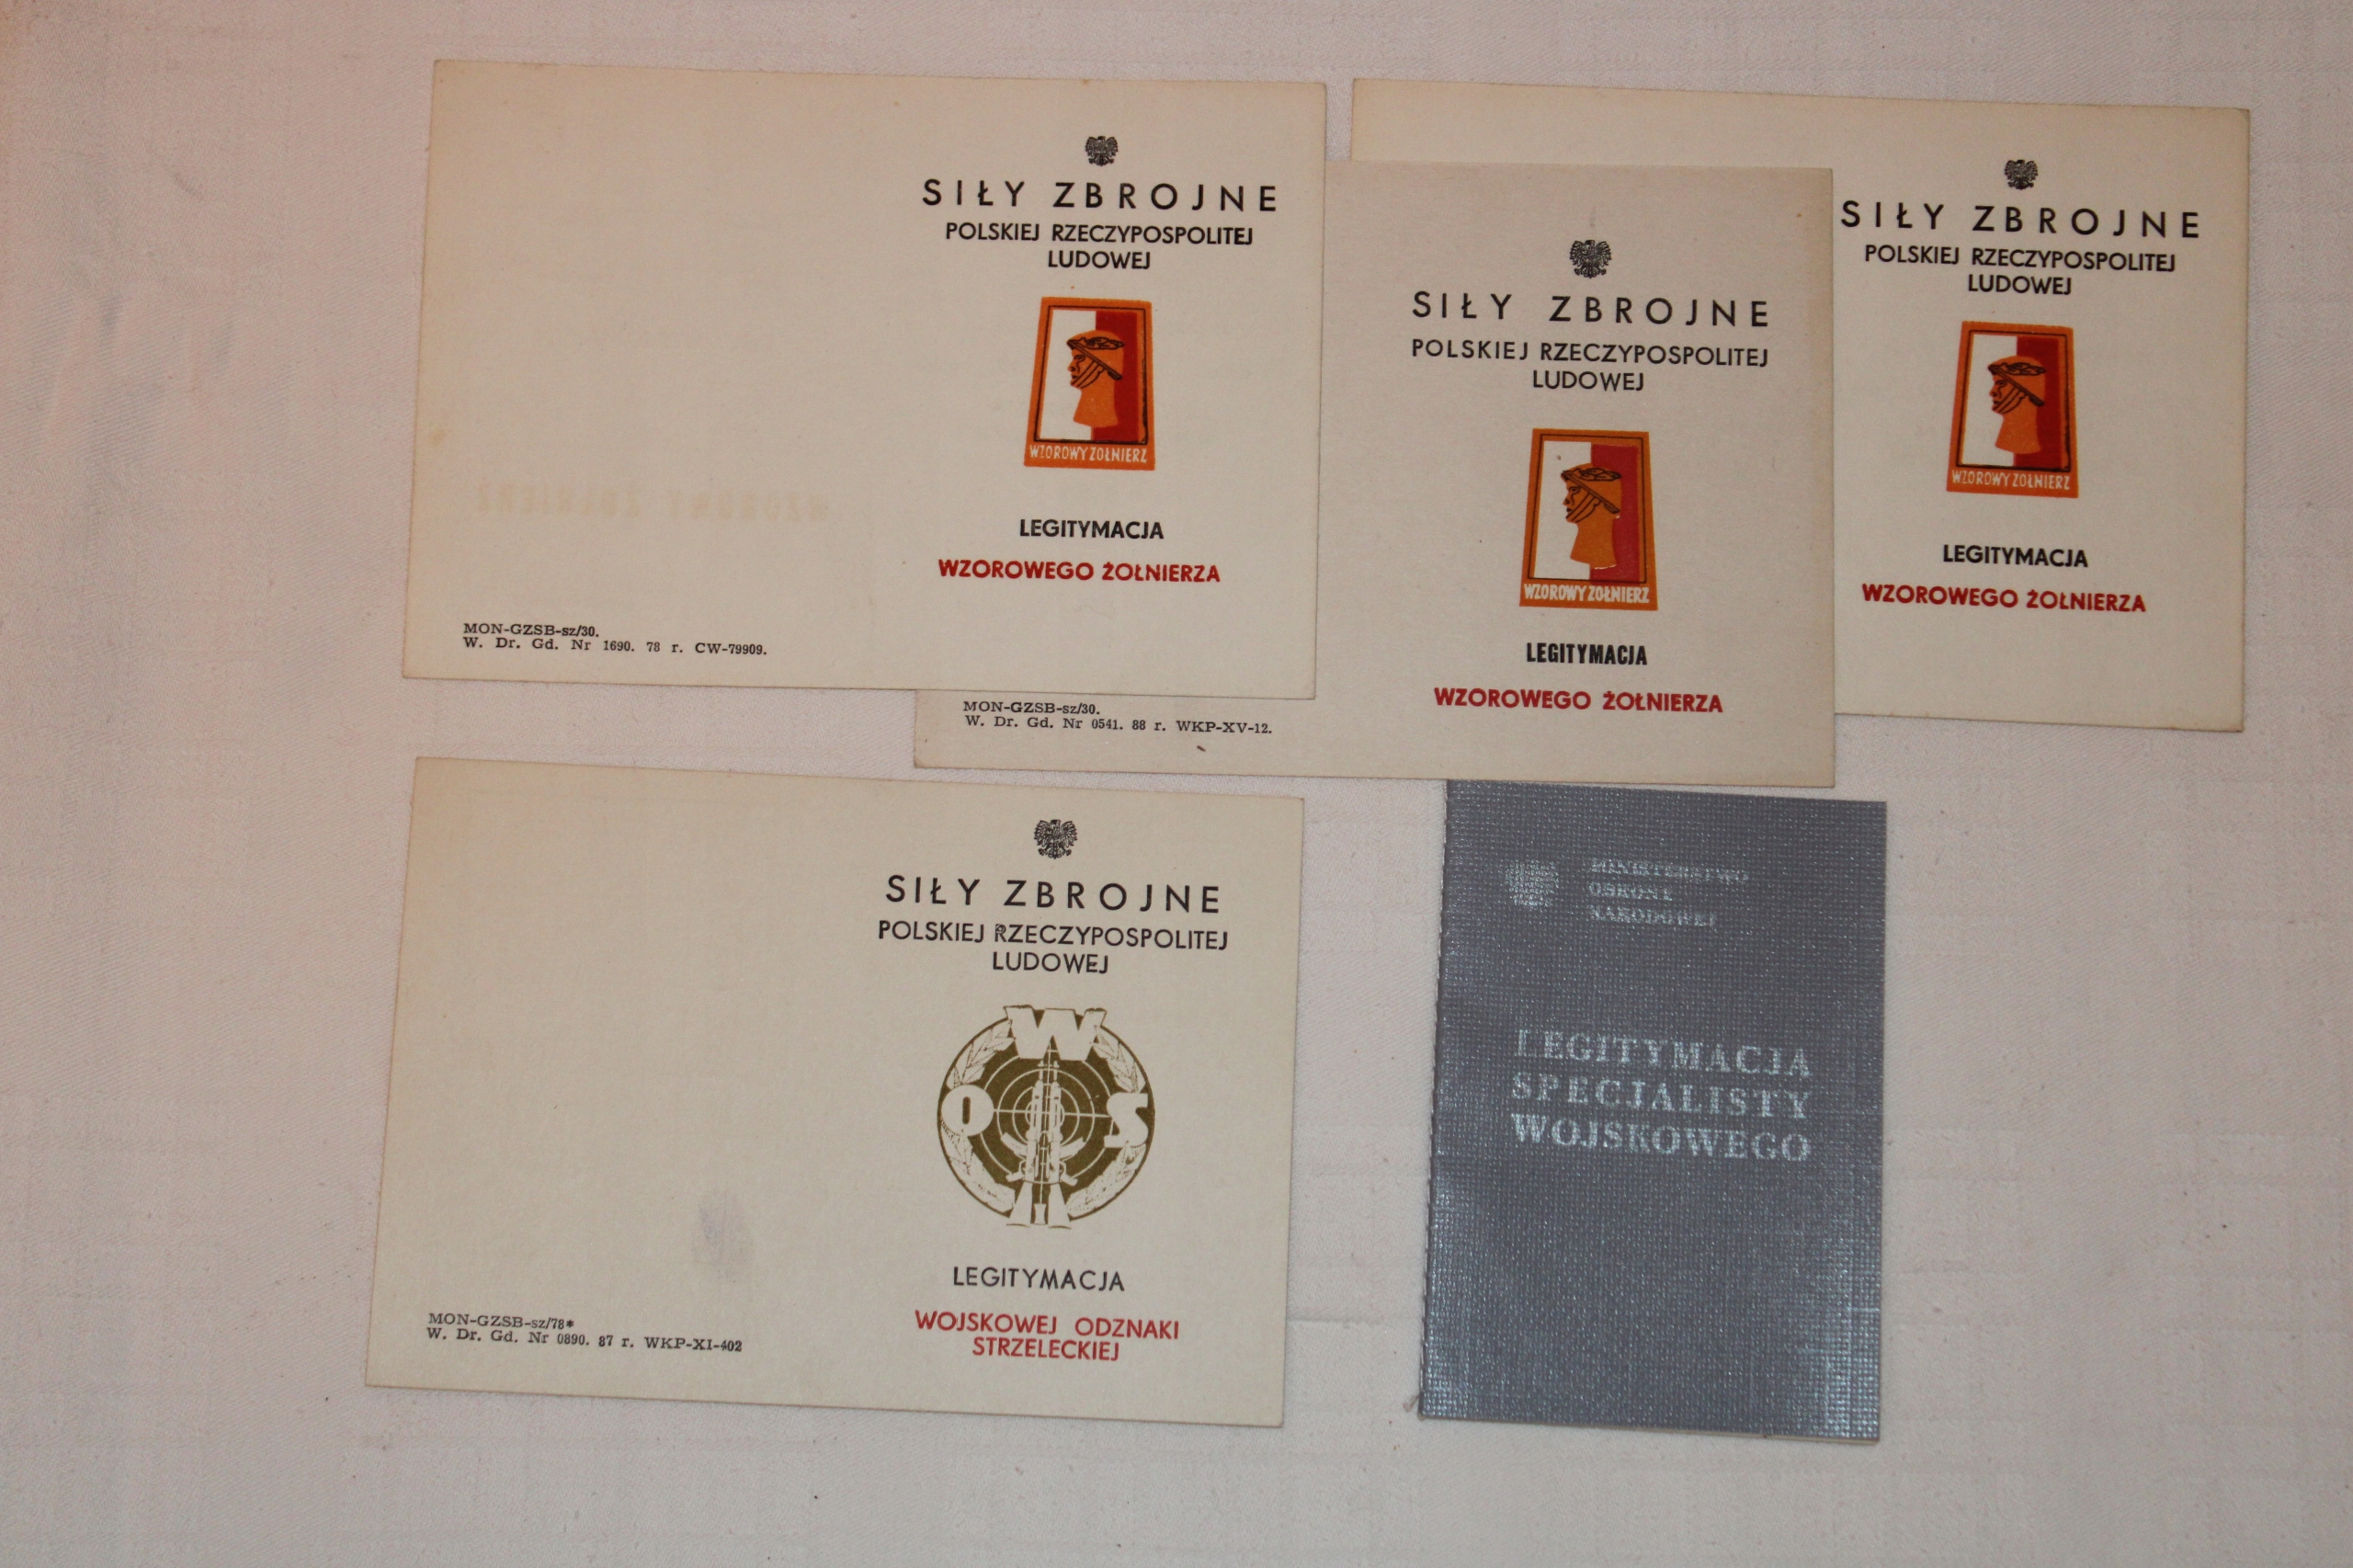 SIŁY ZBROJNE
POLSKIEJ RZECZYPOSPOLITEJ
LUDOWEJ
WZOROWY ŻOŁNIERZ
LEGITYMACJA
WZOROWEGO ŻOŁNIERZA
MON-GZSB-sz/30.
W. Dr. Gd. Nr 1690. 78 r. CW-79909.
SIŁY ZBROJNE
POLSKIEJ RZECZYPOSPOLITEJ
LUDOWEJ
WZOROWY ŻOŁNIERZ
LEGITYMACJA
WZOROWEGO ŻOŁNIERZA
MON-GZSB-sz/30.
W. Dr. Gd. Nr 0541. 88 r. WKP-XV-12.
SIŁY ZBROJNE
POLSKIEJ RZECZYPOSPOLITEJ
LUDOWEJ
WZOROWY ŻOŁNIERZ
LEGITYMACJA
WZOROWEGO ŻOŁNIERZA
SIŁY ZBROJNE
POLSKIEJ RZECZYPOSPOLITEJ
LUDOWEJ
W
O S
LEGITYMACJA
WOJSKOWEJ ODZNAKI
STRZELECKIEJ
MON-GZSB-sz/78*
W. Dr. Gd. Nr 0890. 87 r. WKP-XI-402
MINISTERSTWO
OBRONY
NARODOWEJ
LEGITYMACJA
SPECJALISTY
WOJSKOWEGO